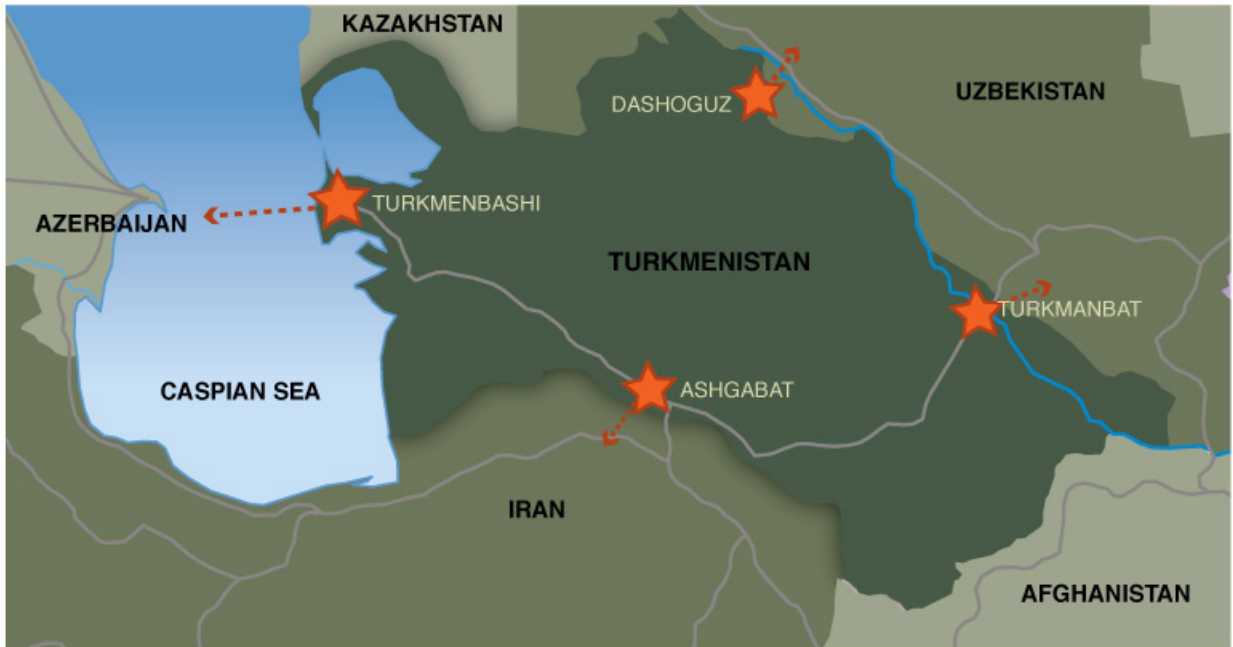 KAZAKHSTAN
DASHOGUZ
UZBEKISTAN
TURKMENBASHI
AZERBAIJAN
TURKMENISTAN
TURKMANBAT
CASPIAN SEA
ASHGABAT
IRAN
AFGHANISTAN